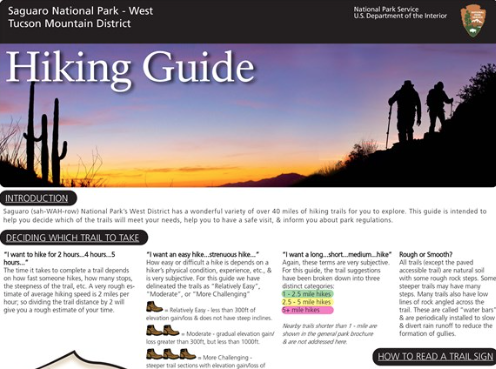 Saguaro National Park - West
Tucson Mountain District
National Park Service
U.S. Department of the Interior
Hiking Guide
INTRODUCTION
Saguaro (sah-WAH-row) National Park's West District has a wonderful variety of over 40 miles of hiking trails for you to explore. This guide is intended to
help you decide which of the trails will meet your needs, help you to have a safe visit, & inform you about park regulations.
DECIDING WHICH TRAIL TO TAKE
"I want to hike for 2 hours...4 hours...5
hours..."
The time it takes to complete a trail depends
on how fast someone hikes, how many stops,
the steepness of the trail, etc. A very rough es-
timate of average hiking speed is 2 miles per
hour; so dividing the trail distance by 2 will
give you a rough estimate of your time.
"I want an easy hike...strenuous hike..."
How easy or difficult a hike is depends on a
hiker's physical condition, experience, etc., &
is very subjective. For this guide we have
delineated the trails as "Relatively Easy",
"Moderate", or "More Challenging"
= Relatively Easy - less than 300ft of
elevation gain/loss & does not have steep inclines.
= Moderate - gradual elevation gain/
loss greater than 300ft, but less than 1000ft.
= More Challenging -
steeper trail sections with elevation gain/loss of
"I want a long...short...medium...hike"
Again, these terms are very subjective.
For this guide, the trail suggestions
have been broken down into three
distinct categories:
1 - 2.5 mile hikes
2.5 - 5 mile hikes
5+ mile hikes
Nearby trails shorter than 1 - mile are
shown in the general park brochure
& are not addressed here.
Rough or Smooth?
All trails (except the paved
accessible trail) are natural soil
with some rough rock steps. Some
steeper trails may have many
steps. Many trails also have low
lines of rock angled across the
trail. These are called "water bars"
& are periodically installed to slow
& divert rain runoff to reduce the
formation of gullies.
HOW TO READ A TRAIL SIGN